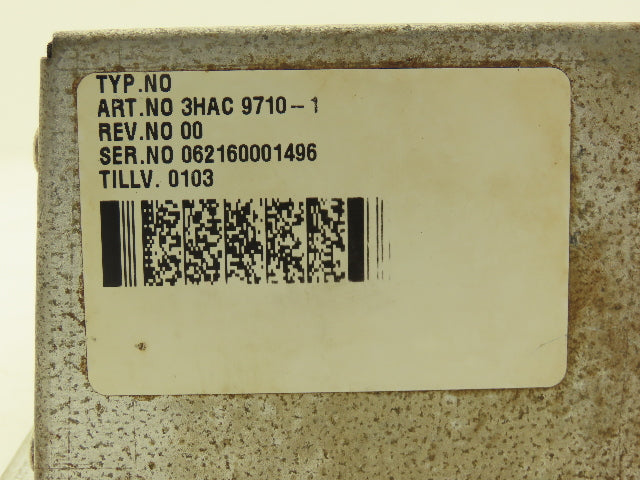 TYP.NO
ART.NO 3HAC 9710-1
REV.NO 00
SER.NO 062160001496
TILLV. 0103